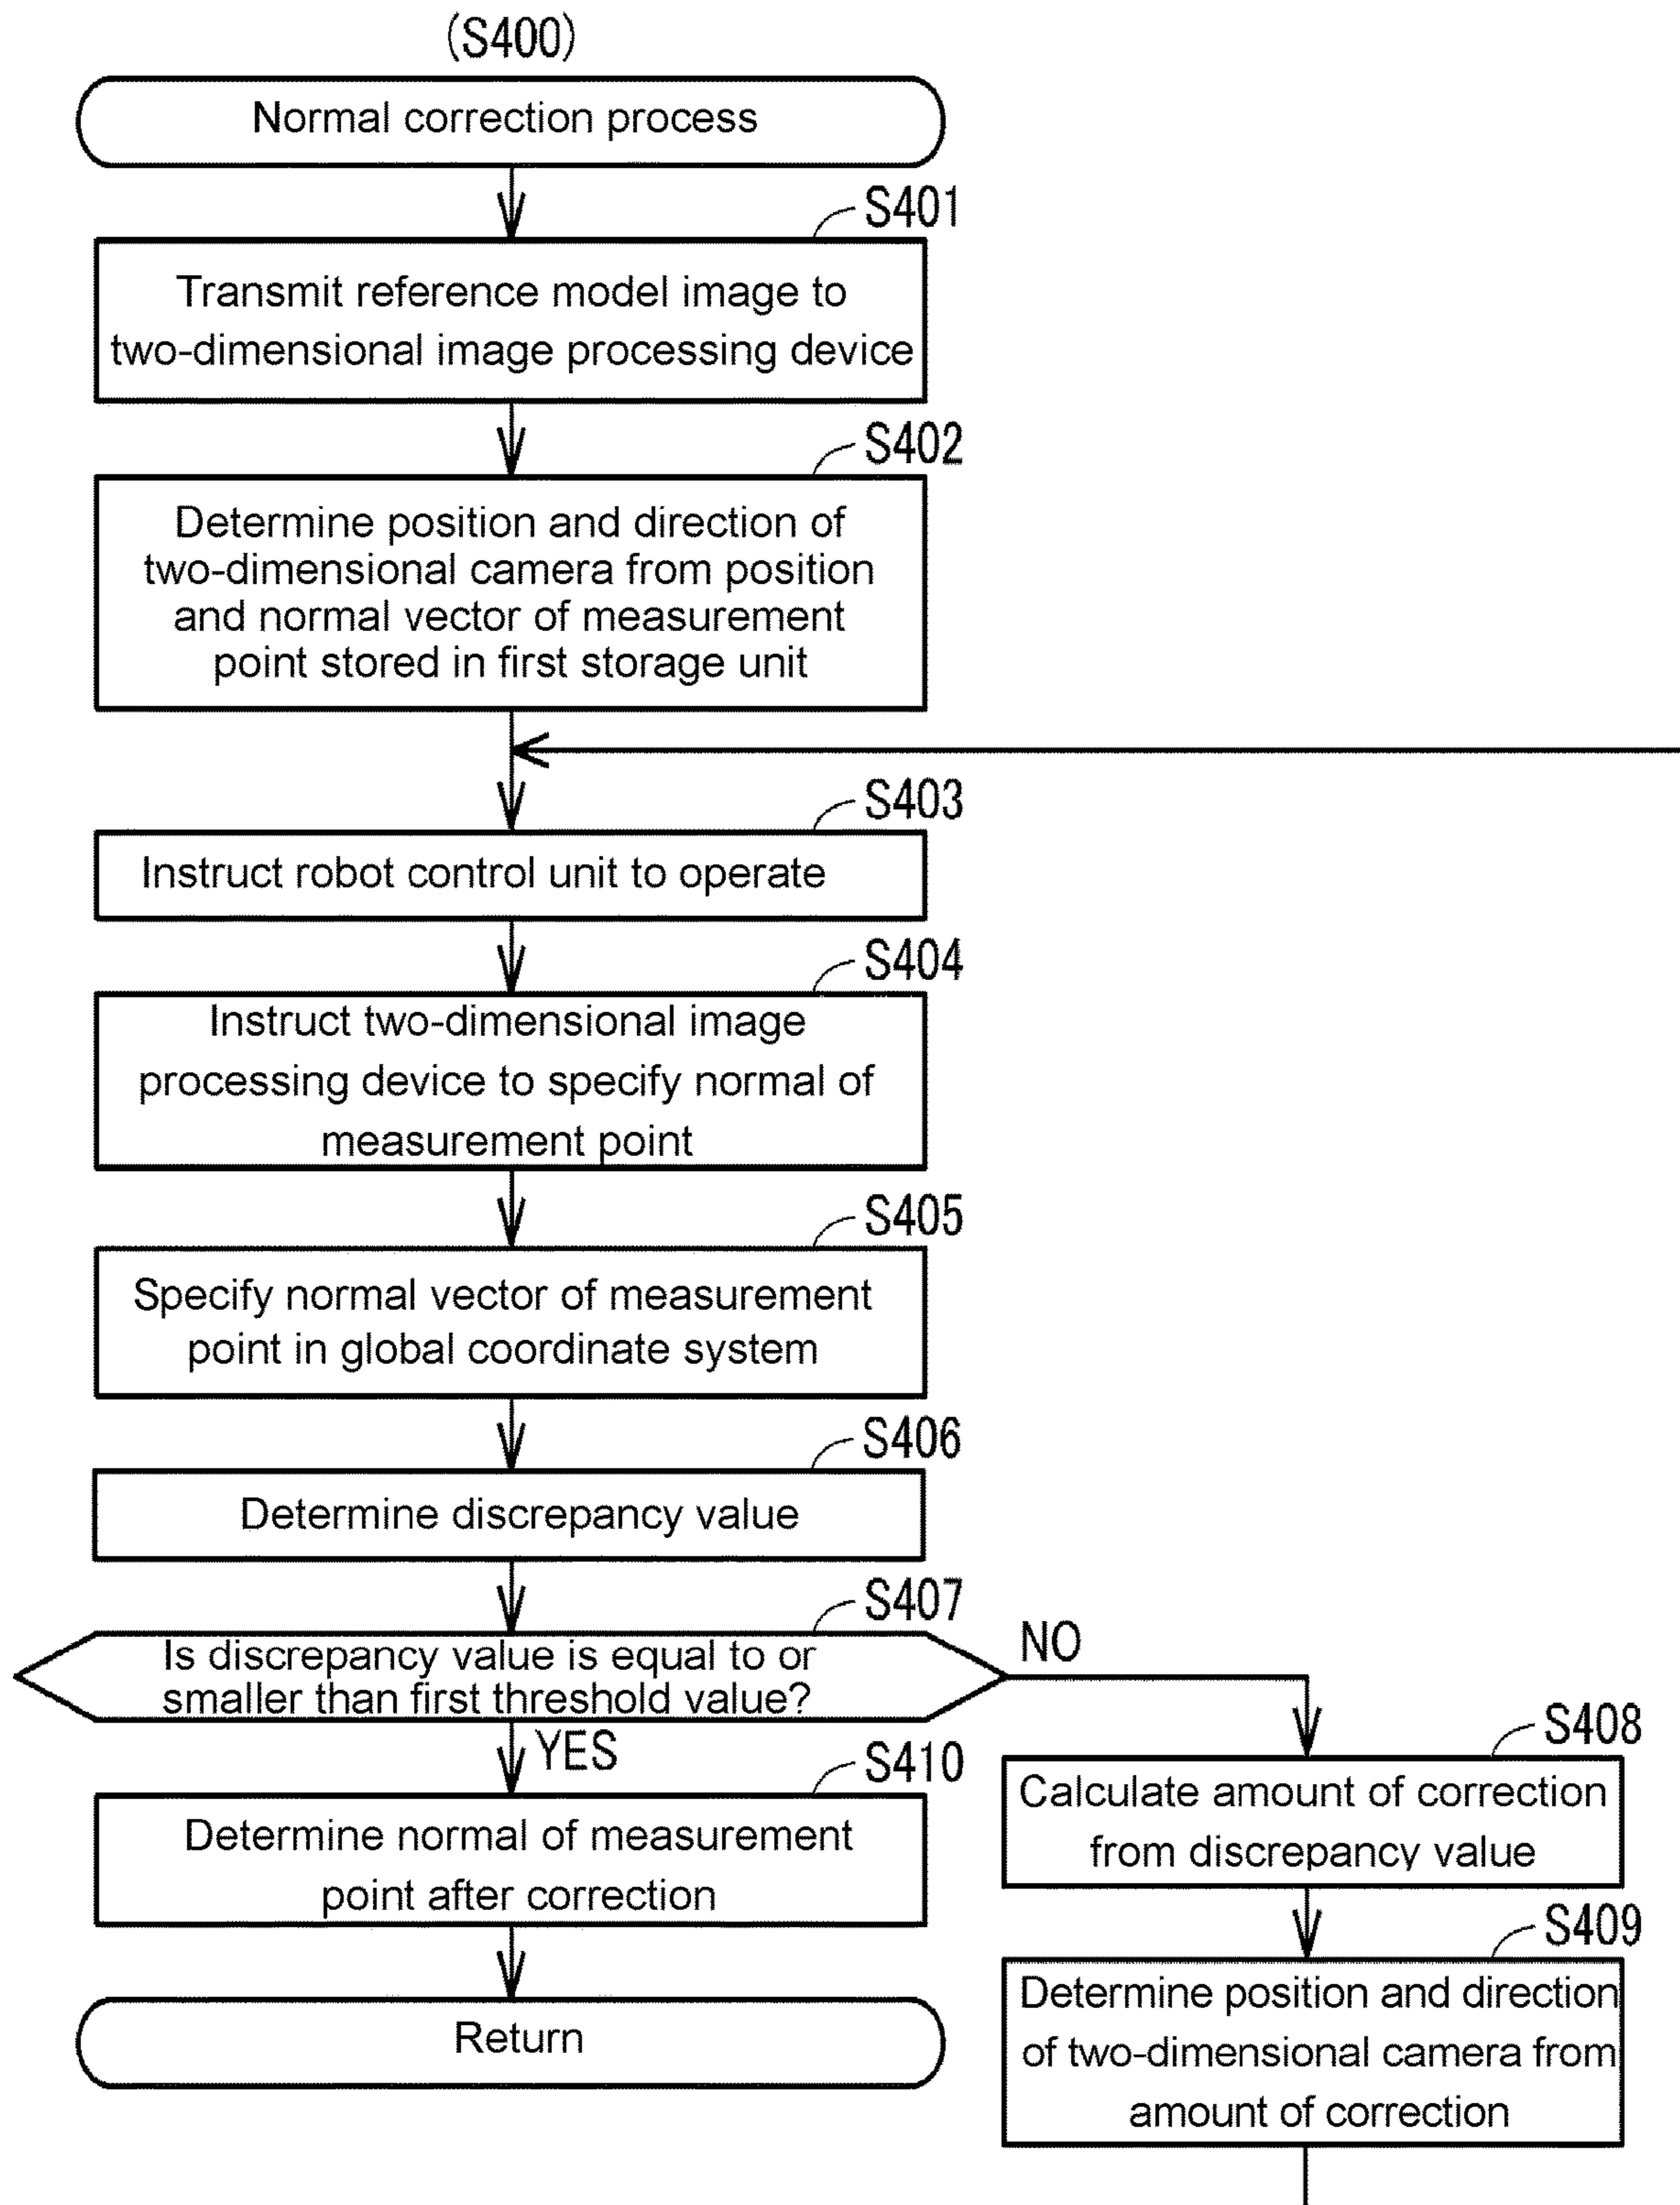 (S400)
Normal correction process
S401
Transmit reference model image to
two-dimensional image processing device
S402
Determine position and direction of
two-dimensional camera from position
and normal vector of measurement
point stored in first storage unit
S403
Instruct robot control unit to operate
S404
Instruct two-dimensional image
processing device to specify normal of
measurement point
S405
Specify normal vector of measurement
point in global coordinate system
S406
Determine discrepancy value
S407
Is discrepancy value is equal to or
smaller than first threshold value?
NO
YES
S408
Calculate amount of correction
from discrepancy value
S409
Determine position and direction
of two-dimensional camera from
amount of correction
S410
Determine normal of measurement
point after correction
Return